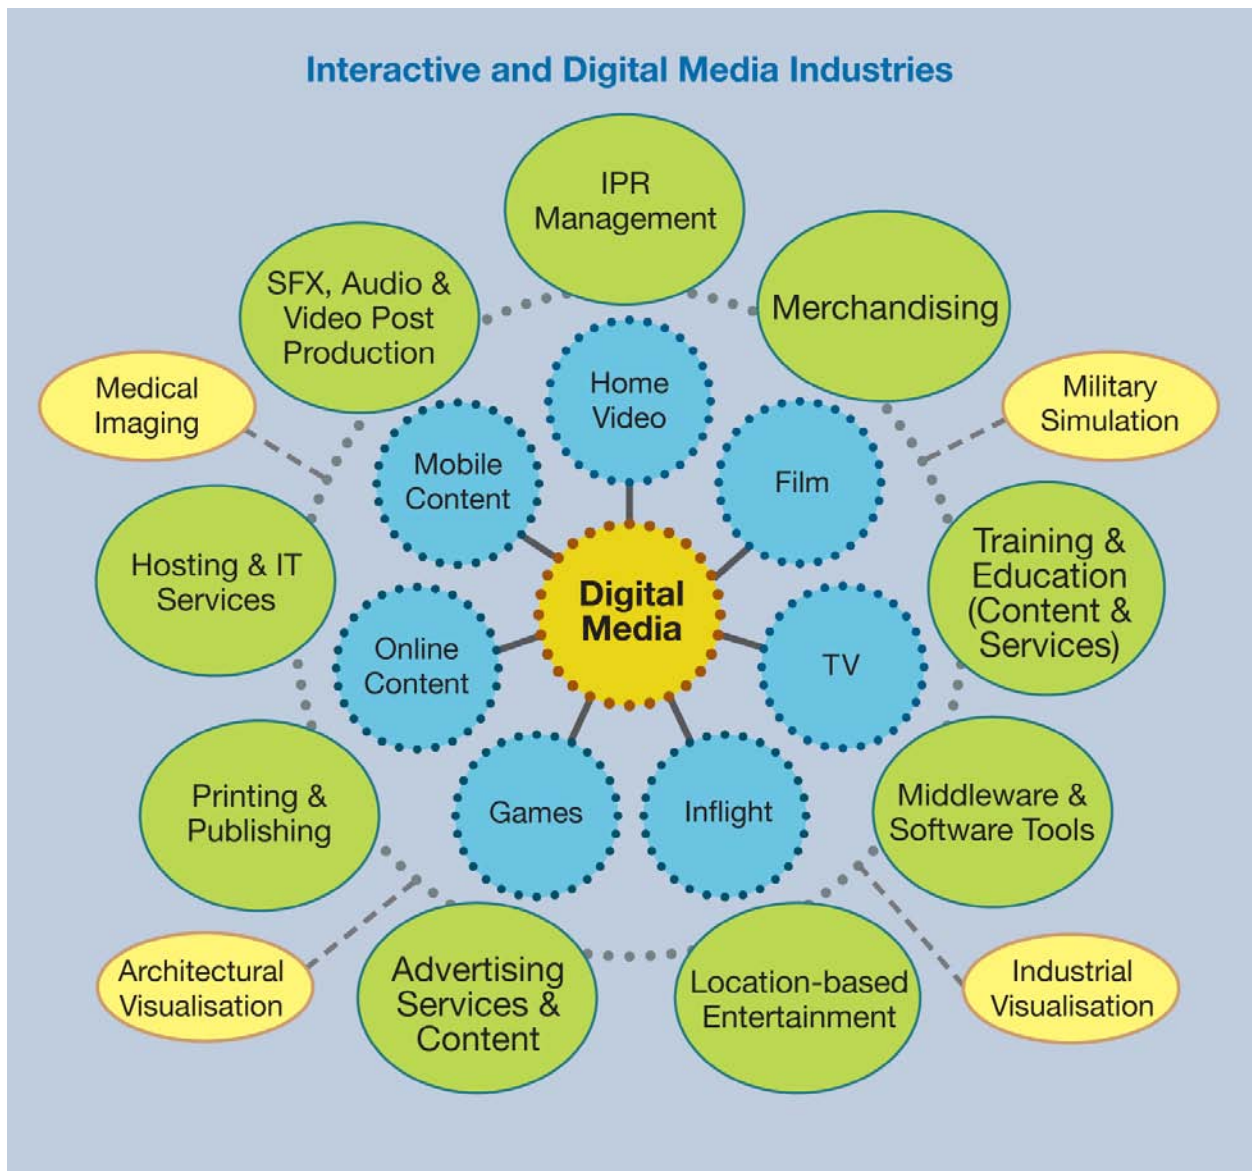 Interactive and Digital Media Industries
IPR
Management
SFX, Audio &
Video Post
Production
Merchandising
Medical
Imaging
Home
Video
Military
Simulation
Mobile
Content
Film
Hosting & IT
Services
Digital
Media
Training &
Education
(Content &
Services)
Online
Content
TV
Printing &
Publishing
Games
Inflight
Middleware &
Software Tools
Architectural
Visualisation
Advertising
Services &
Content
Location-based
Entertainment
Industrial
Visualisation